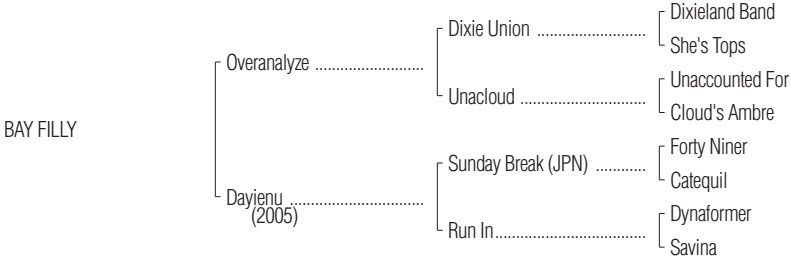 Dixieland Band
Dixie Union ..........................
She's Tops
Overanalyze ..........................
Unaccounted For
Unacloud ..............................
Cloud's Ambre
BAY FILLY
Forty Niner
Sunday Break (JPN) ............
Catequil
Dayienu ................................
(2005)
Dynaformer
Run In....................................
Savina